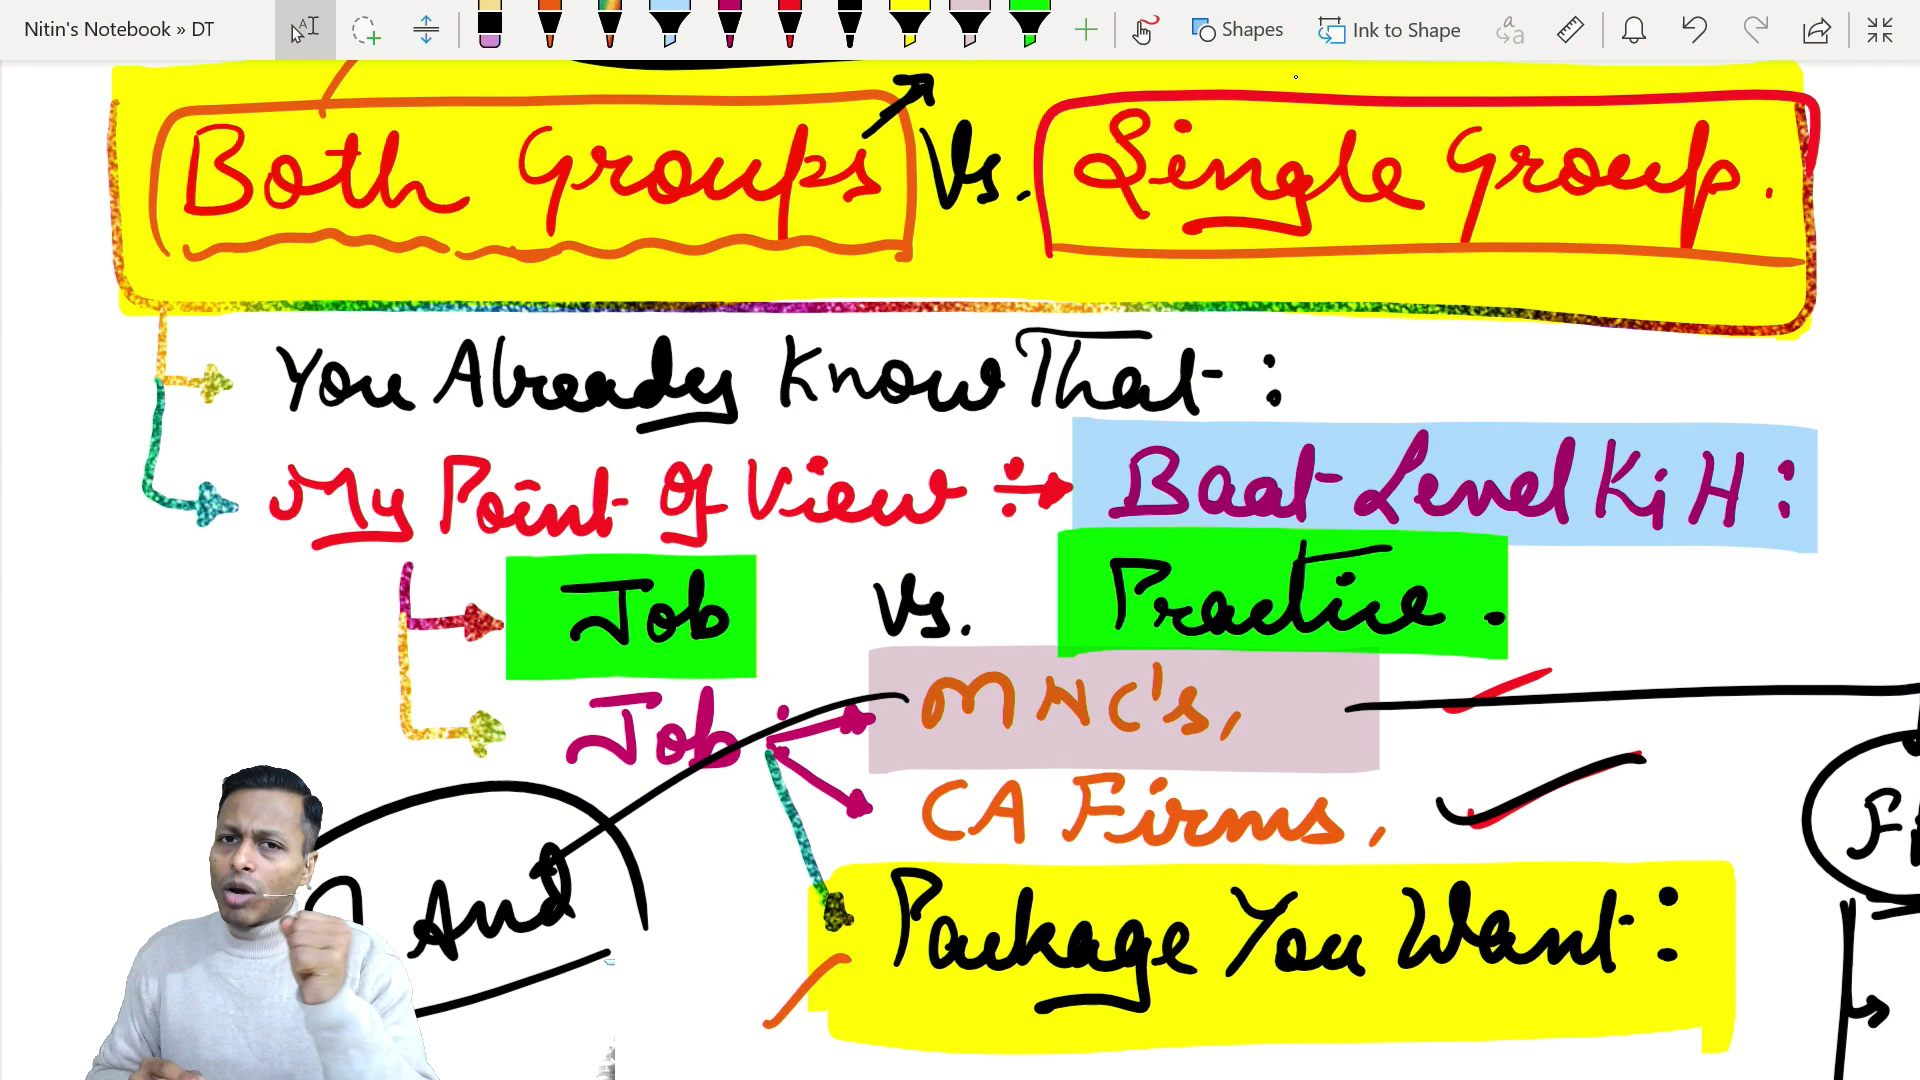 Nitin's Notebook » DT
Shapes
Ink to Shape
Both Groups Vs. Single Group.
You Already Know That:
My Point Of View ÷→ Baat Level Ki H:
Job Vs. Practice.
Job: MNC's,
CA Firms,
And
Package You Want: